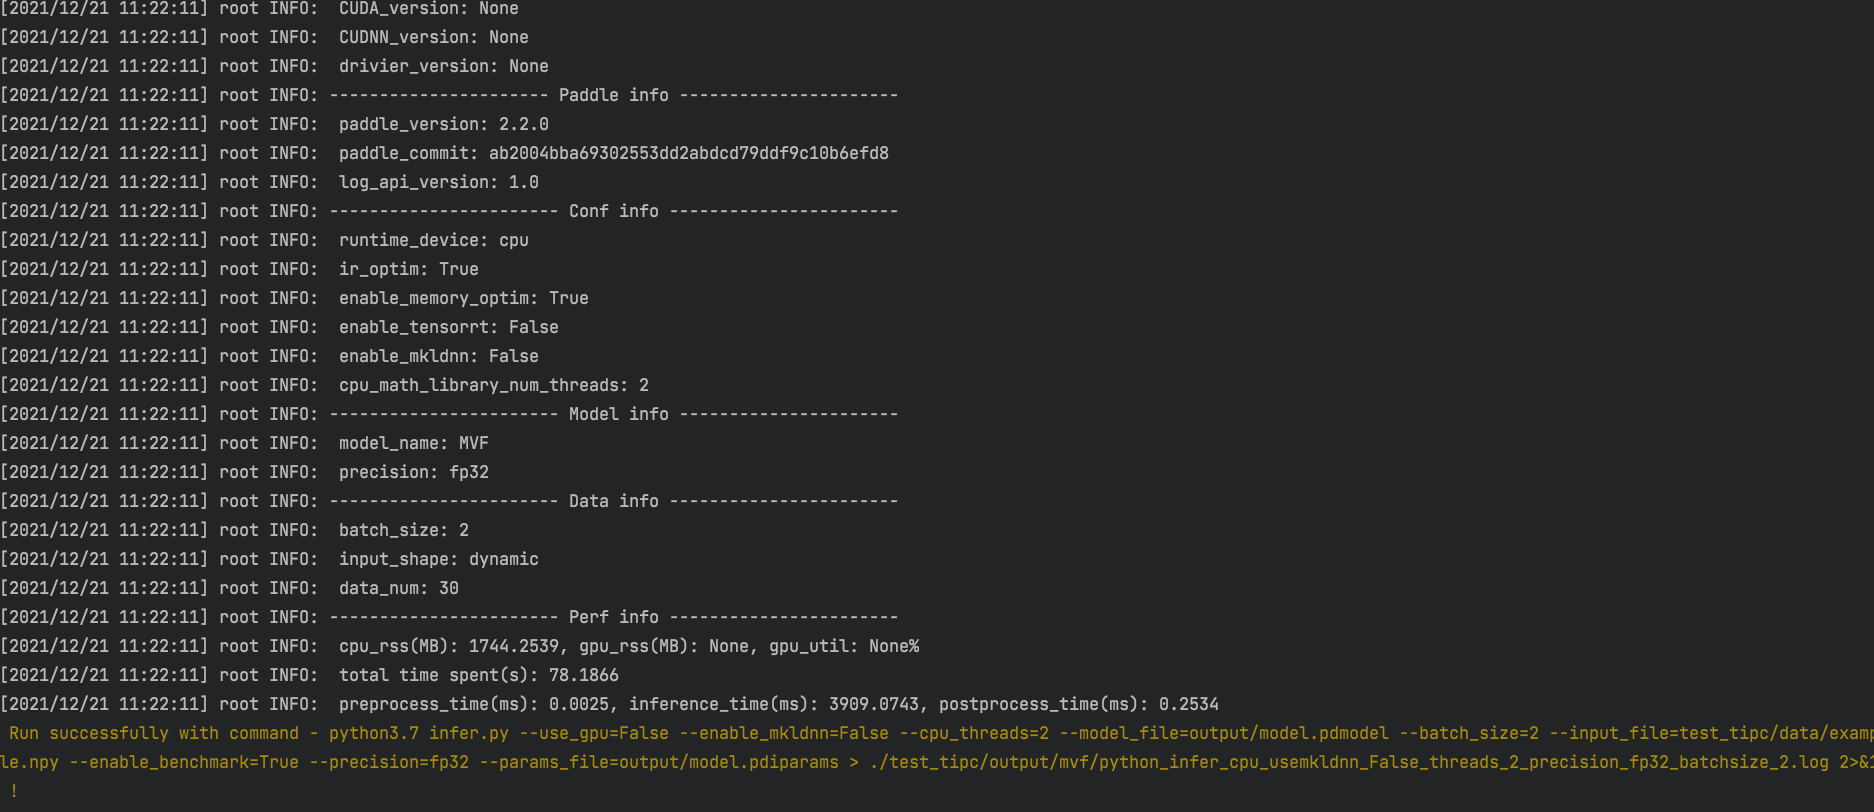 [2021/12/21 11:22:11] root INFO:  CUDA_version: None
[2021/12/21 11:22:11] root INFO:  CUDNN_version: None
[2021/12/21 11:22:11] root INFO:  drivier_version: None
[2021/12/21 11:22:11] root INFO: ---------------------- Paddle info ----------------------
[2021/12/21 11:22:11] root INFO:  paddle_version: 2.2.0
[2021/12/21 11:22:11] root INFO:  paddle_commit: ab2004bba69302553dd2abdcd79ddf9c10b6efd8
[2021/12/21 11:22:11] root INFO:  log_api_version: 1.0
[2021/12/21 11:22:11] root INFO: ----------------------- Conf info -----------------------
[2021/12/21 11:22:11] root INFO:  runtime_device: cpu
[2021/12/21 11:22:11] root INFO:  ir_optim: True
[2021/12/21 11:22:11] root INFO:  enable_memory_optim: True
[2021/12/21 11:22:11] root INFO:  enable_tensorrt: False
[2021/12/21 11:22:11] root INFO:  enable_mkldnn: False
[2021/12/21 11:22:11] root INFO:  cpu_math_library_num_threads: 2
[2021/12/21 11:22:11] root INFO: ----------------------- Model info ----------------------
[2021/12/21 11:22:11] root INFO:  model_name: MVF
[2021/12/21 11:22:11] root INFO:  precision: fp32
[2021/12/21 11:22:11] root INFO: ----------------------- Data info -----------------------
[2021/12/21 11:22:11] root INFO:  batch_size: 2
[2021/12/21 11:22:11] root INFO:  input_shape: dynamic
[2021/12/21 11:22:11] root INFO:  data_num: 30
[2021/12/21 11:22:11] root INFO: ----------------------- Perf info -----------------------
[2021/12/21 11:22:11] root INFO:  cpu_rss(MB): 1744.2539, gpu_rss(MB): None, gpu_util: None%
[2021/12/21 11:22:11] root INFO:  total time spent(s): 78.1866
[2021/12/21 11:22:11] root INFO:  preprocess_time(ms): 0.0025, inference_time(ms): 3909.0743, postprocess_time(ms): 0.2534
Run successfully with command - python3.7 infer.py --use_gpu=False --enable_mkldnn=False --cpu_threads=2 --model_file=output/model.pdmodel --batch_size=2 --input_file=test_tipc/data/examp
le.npy --enable_benchmark=True --precision=fp32 --params_file=output/model.pdiparams > ./test_tipc/output/mvf/python_infer_cpu_usemkldnn_False_threads_2_precision_fp32_batchsize_2.log 2>&1
!